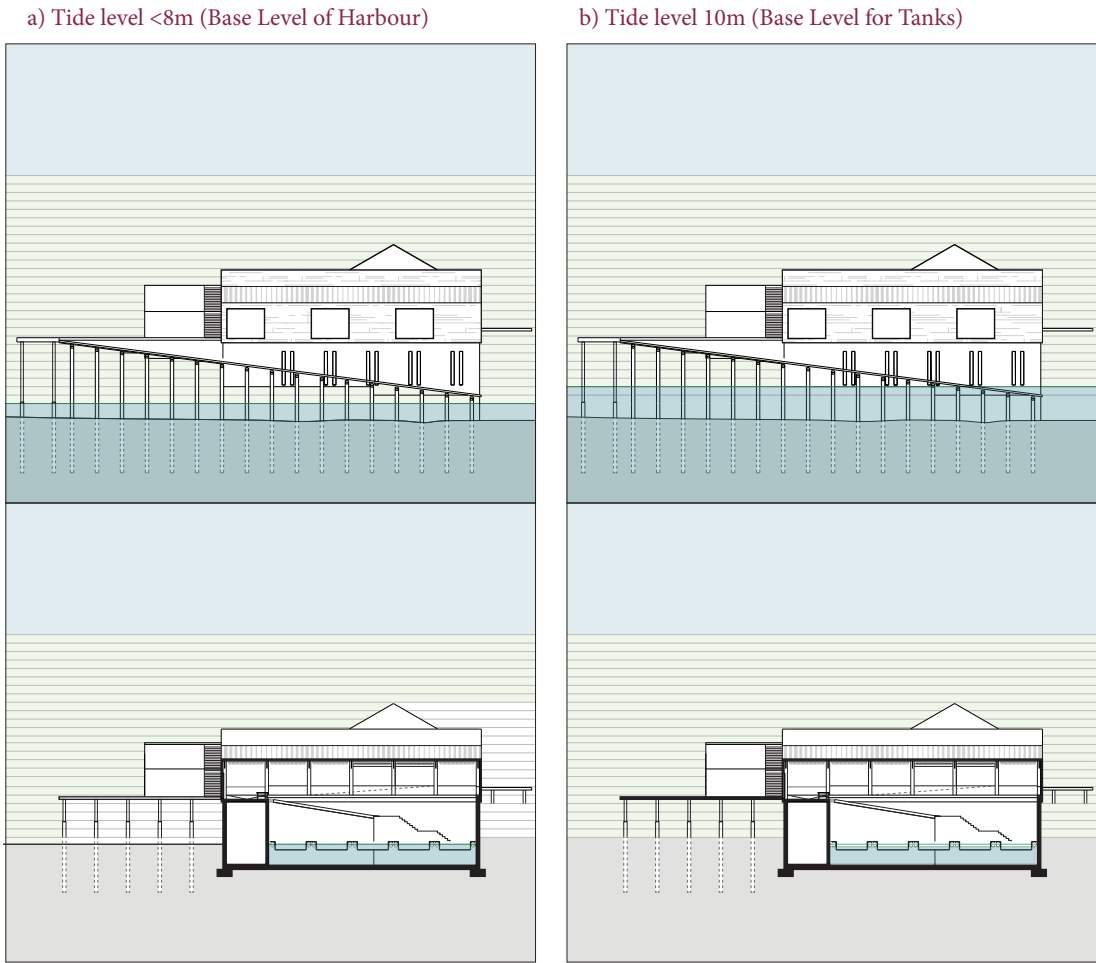 a) Tide level <8m (Base Level of Harbour)
b) Tide level 10m (Base Level for Tanks)